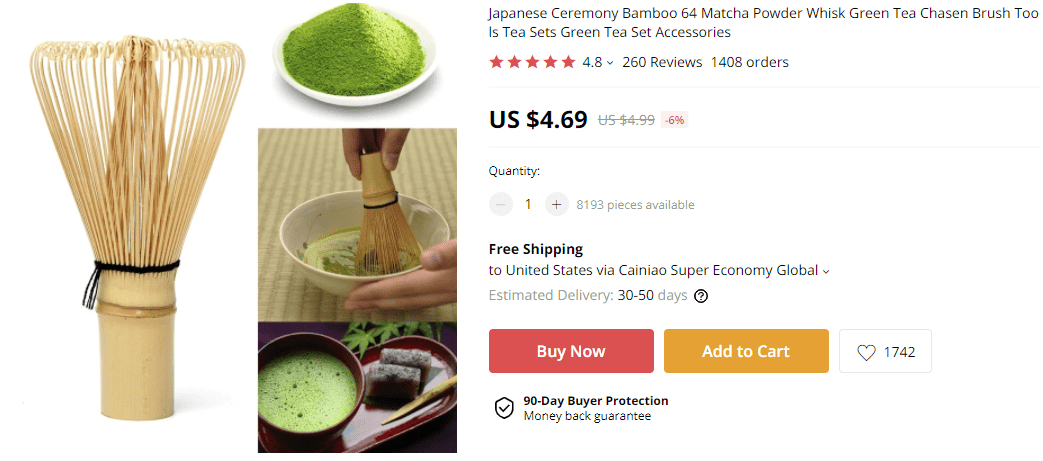 Japanese Ceremony Bamboo 64 Matcha Powder Whisk Green Tea Chasen Brush Too
ls Tea Sets Green Tea Set Accessories
4.8 260 Reviews 1408 orders
US $4.69 US $4.99 -6%
Quantity:
1 8193 pieces available
Free Shipping
to United States via Cainiao Super Economy Global
Estimated Delivery: 30-50 days
Buy Now Add to Cart 1742
90-Day Buyer Protection
Money back guarantee